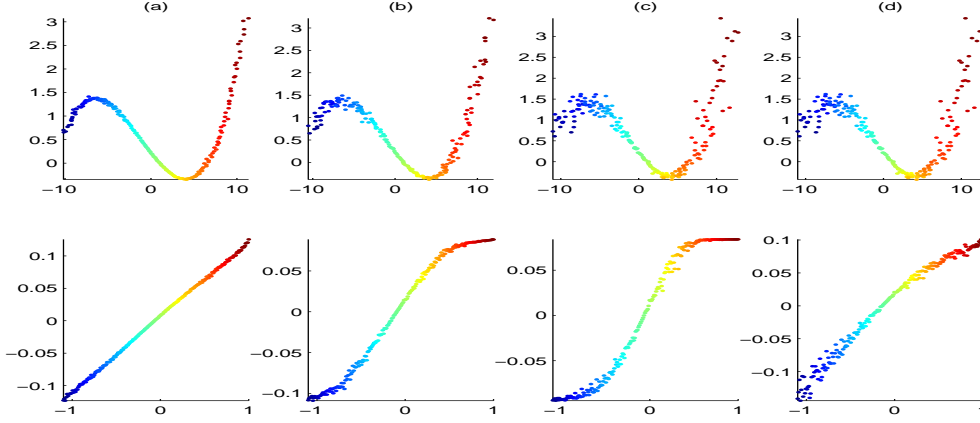 (a) (b) (c) (d)
3 3 3 3
2.5 2.5 2.5 2.5
2 2 2 2
1.5 1.5 1.5 1.5
1 1 1 1
0.5 0.5 0.5 0.5
0 0 0 0
−10 0 10 −10 0 10 −10 0 10 −10 0 10
0.1 0.05 0.05 0.1
0.05 0 0 0.05
0 −0.05 −0.05 0
−0.05 −0.1 −0.05
−0.1 −0.1
−1 0 1 −1 0 1 −1 0 1 −1 0 1